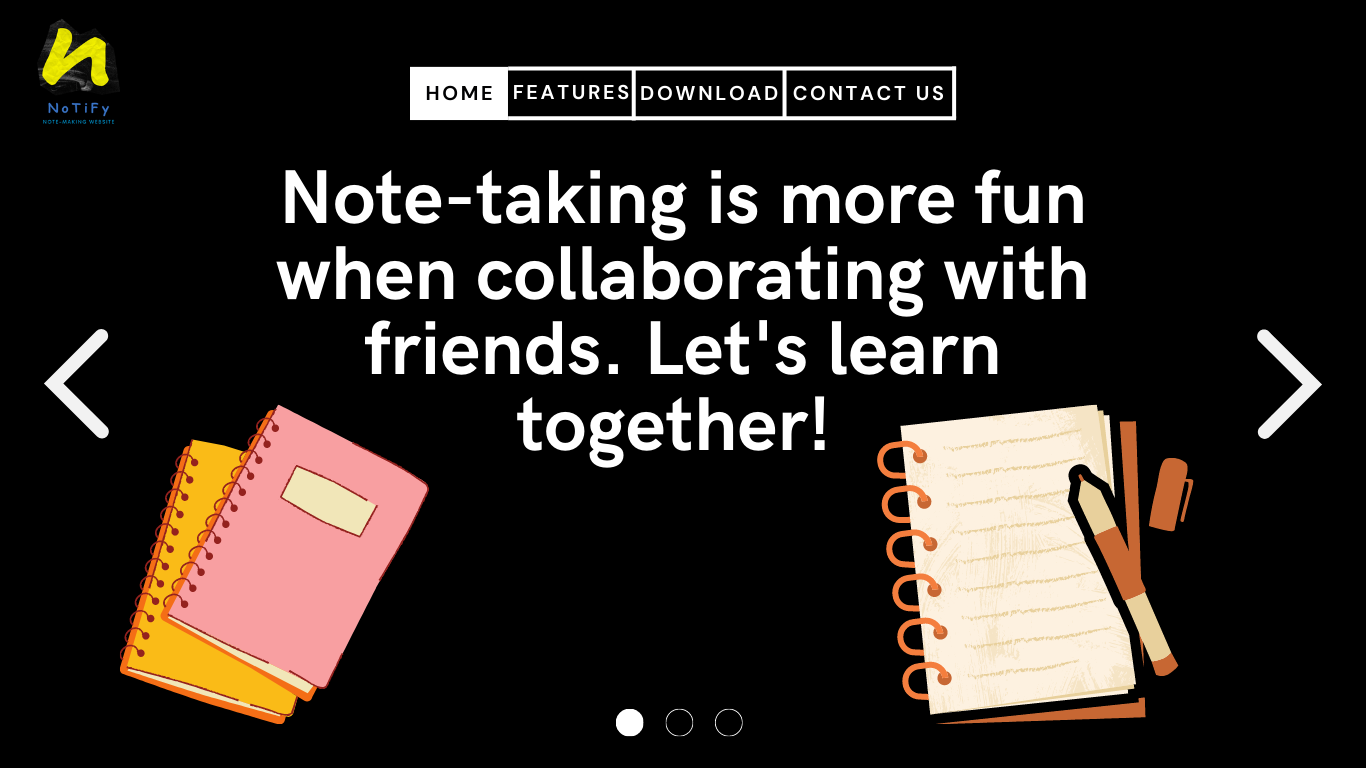 NoTiFy
NOTE-MAKING WEBSITE
HOME FEATURES DOWNLOAD CONTACT US
Note-taking is more fun
when collaborating with
friends. Let's learn
together!